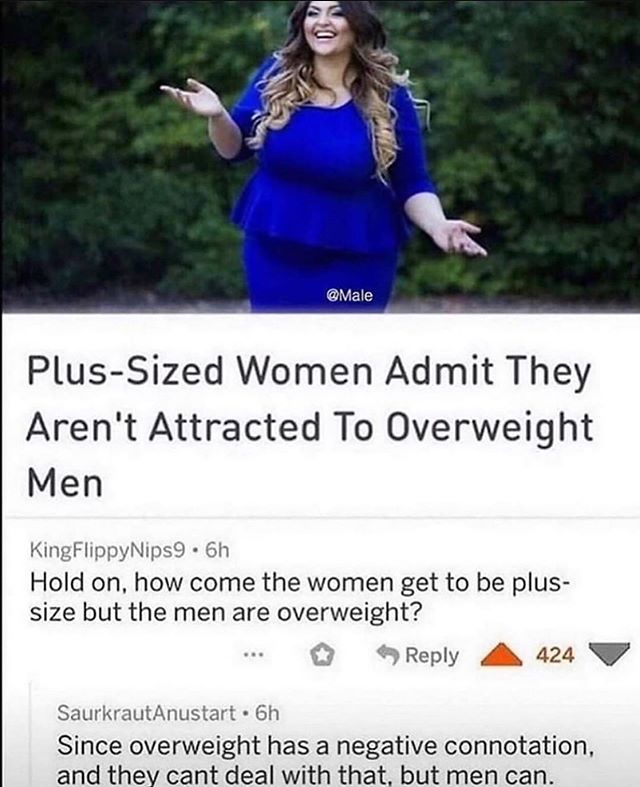 @Male
Plus-Sized Women Admit They
Aren't Attracted To Overweight
Men
KingFlippyNips9 • 6h
Hold on, how come the women get to be plus-
size but the men are overweight?
... Reply 424
SaurkrautAnustart • 6h
Since overweight has a negative connotation,
and they cant deal with that, but men can.